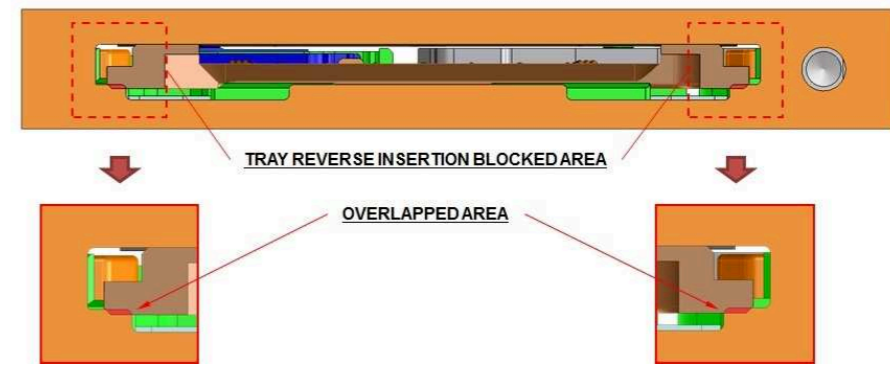 TRAY REVERSE INSERTION BLOCKED AREA
OVERLAPPED AREA